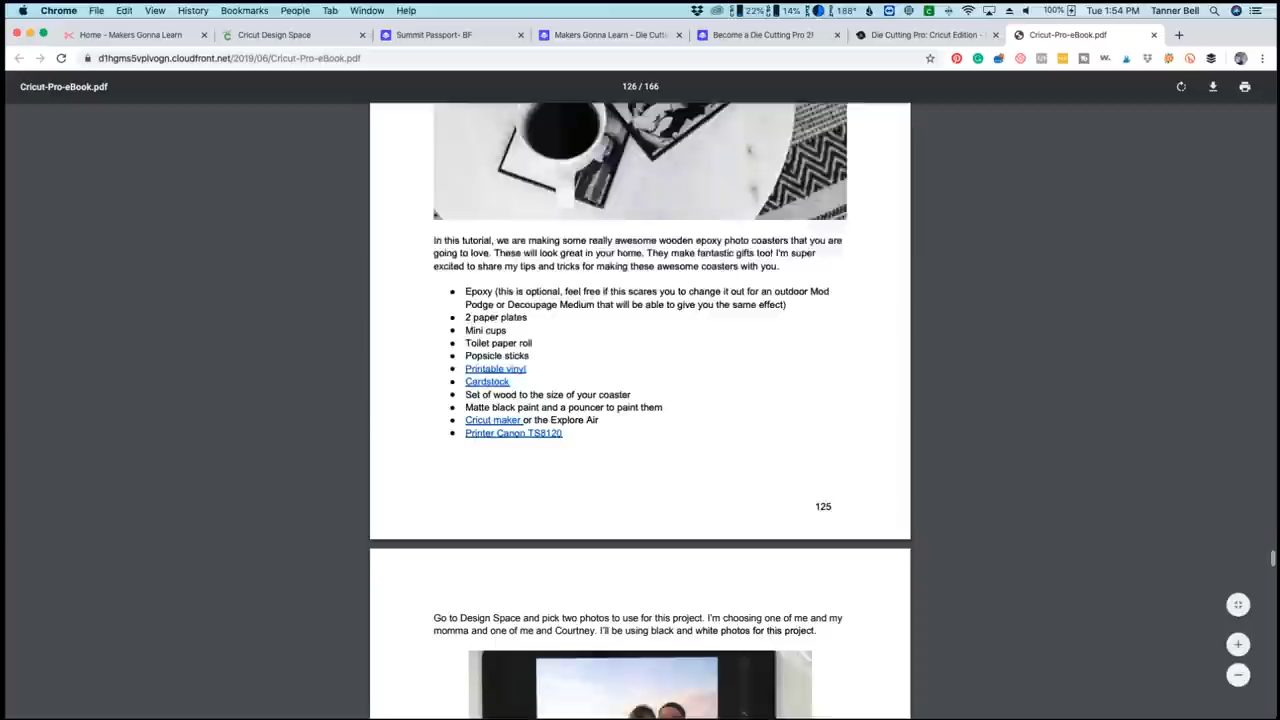 Chrome File Edit View History Bookmarks People Tab Window Help 22% 14% 188° 100% Tue 1:54 PM Tanner Bell
Home - Makers Gonna Learn Cricut Design Space Summit Passport- BF Makers Gonna Learn - Die Cutti Become a Die Cutting Pro 2! Die Cutting Pro: Cricut Edition - Cricut-Pro-eBook.pdf
d1hgms5vplvogn.cloudfront.net/2019/06/Cricut-Pro-eBook.pdf
Cricut-Pro-eBook.pdf 126 / 166
In this tutorial, we are making some really awesome wooden epoxy photo coasters that you are
going to love. These will look great in your home. They make fantastic gifts too! I'm super
excited to share my tips and tricks for making these awesome coasters with you.
● Epoxy (this is optional, feel free if this scares you to change it out for an outdoor Mod
Podge or Decoupage Medium that will be able to give you the same effect)
● 2 paper plates
● Mini cups
● Toilet paper roll
● Popsicle sticks
● Printable vinyl
● Cardstock
● Set of wood to the size of your coaster
● Matte black paint and a pouncer to paint them
● Cricut maker or the Explore Air
● Printer Canon TS8120
125
Go to Design Space and pick two photos to use for this project. I'm choosing one of me and my
momma and one of me and Courtney. I'll be using black and white photos for this project.